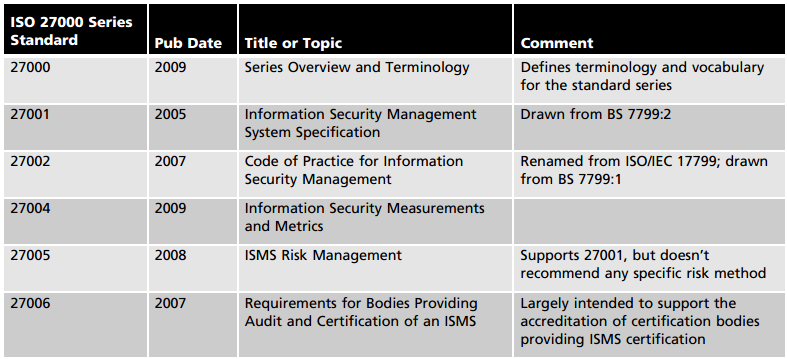 ISO 27000 Series
Standard Pub Date Title or Topic Comment
27000 2009 Series Overview and Terminology Defines terminology and vocabulary
for the standard series
27001 2005 Information Security Management Drawn from BS 7799:2
System Specification
27002 2007 Code of Practice for Information Renamed from ISO/IEC 17799; drawn
Security Management from BS 7799:1
27004 2009 Information Security Measurements
and Metrics
27005 2008 ISMS Risk Management Supports 27001, but doesn’t
recommend any specific risk method
27006 2007 Requirements for Bodies Providing Largely intended to support the
Audit and Certification of an ISMS accreditation of certification bodies
providing ISMS certification